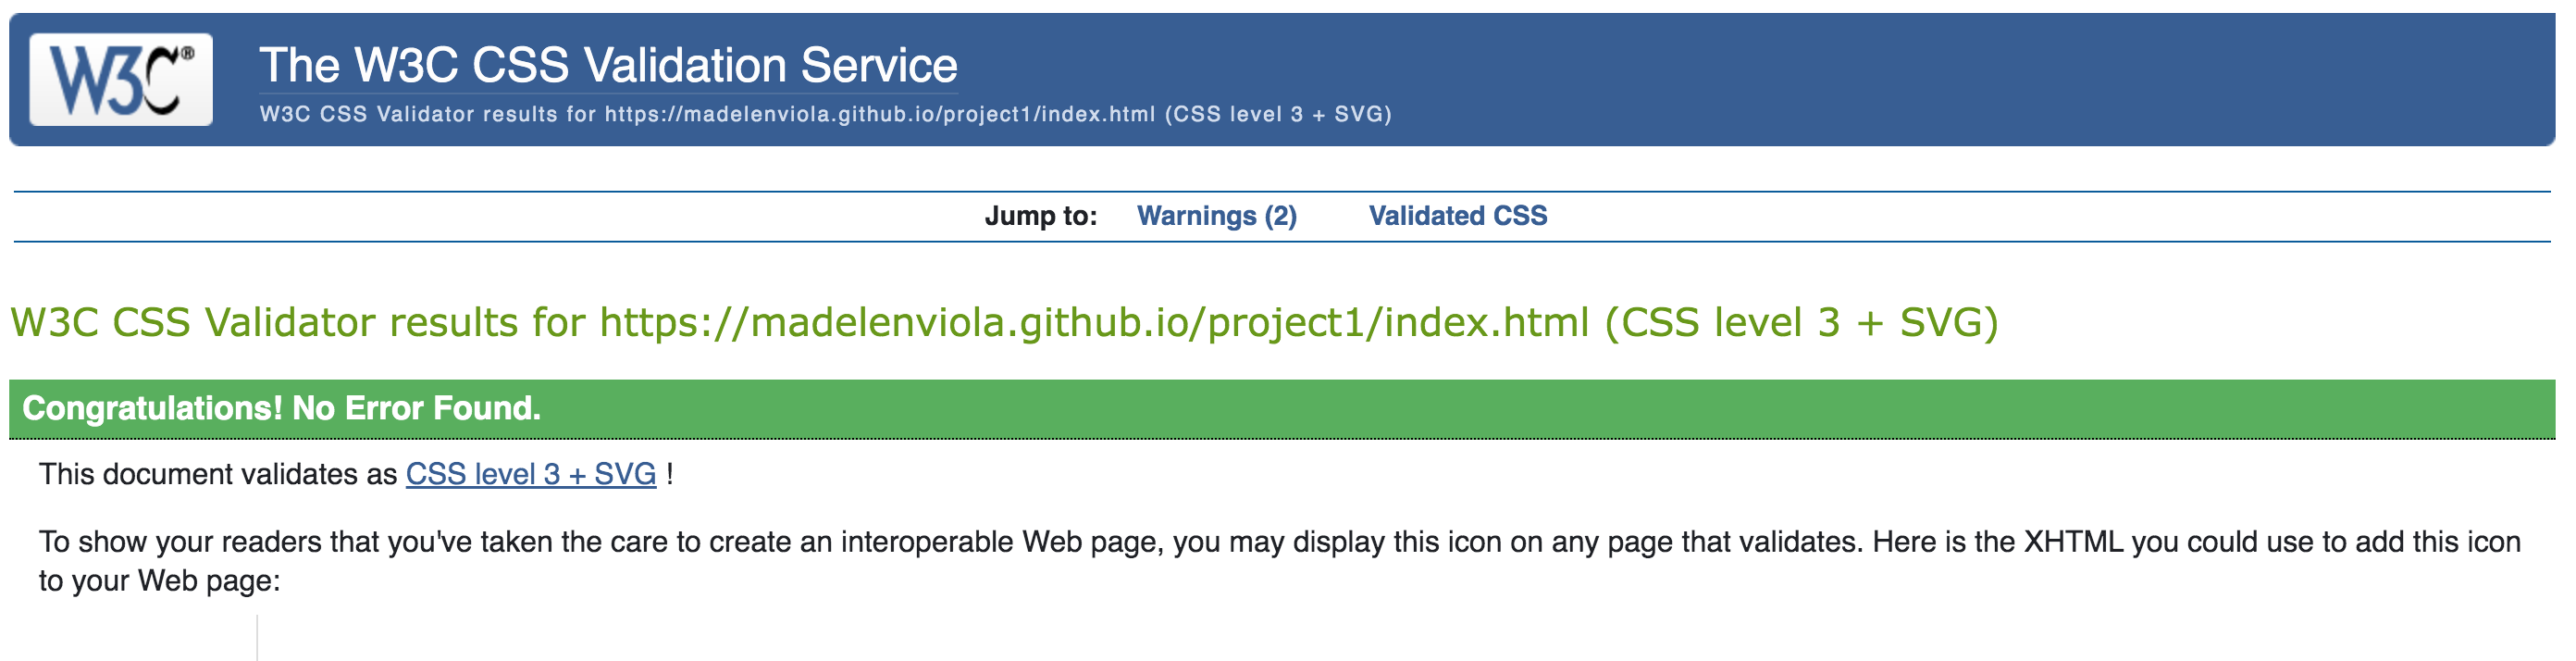 W3C®
The W3C CSS Validation Service
W3C CSS Validator results for https://madelenviola.github.io/project1/index.html (CSS level 3 + SVG)
Jump to: Warnings (2) Validated CSS
W3C CSS Validator results for https://madelenviola.github.io/project1/index.html (CSS level 3 + SVG)
Congratulations! No Error Found.
This document validates as CSS level 3 + SVG !
To show your readers that you've taken the care to create an interoperable Web page, you may display this icon on any page that validates. Here is the XHTML you could use to add this icon
to your Web page: